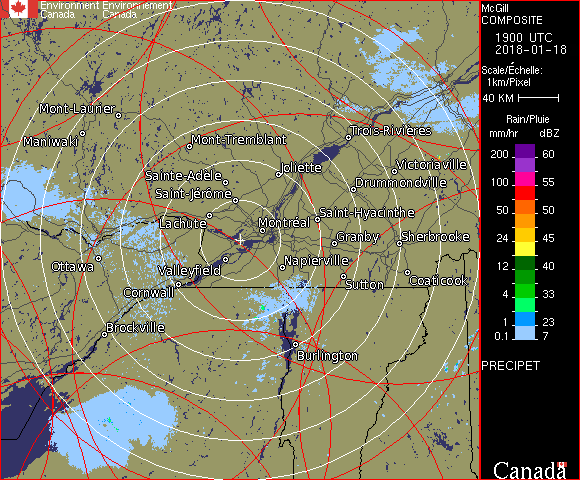 Environment Environnement
Canada Canada
McGill
COMPOSITE
1900 UTC
2018-01-18
Scale/Échelle:
1km/Pixel
40 KM
Rain/Pluie
mm/hr dBZ
200 60
150 55
100 55
50 50
24 45
12 40
4 33
1 23
0.1 7
PRECIPET
Canada
Mont-Laurier
Maniwaki
Mont-Tremblant
Trois-Rivières
Sainte-Adèle
Joliette
Victoriaville
Saint-Jérôme
Drummondville
Lachute
Montréal
Saint-Hyacinthe
Granby
Sherbrooke
Ottawa
Valleyfield
Napierville
Cornwall
Sutton
Coaticook
Brockville
Burlington